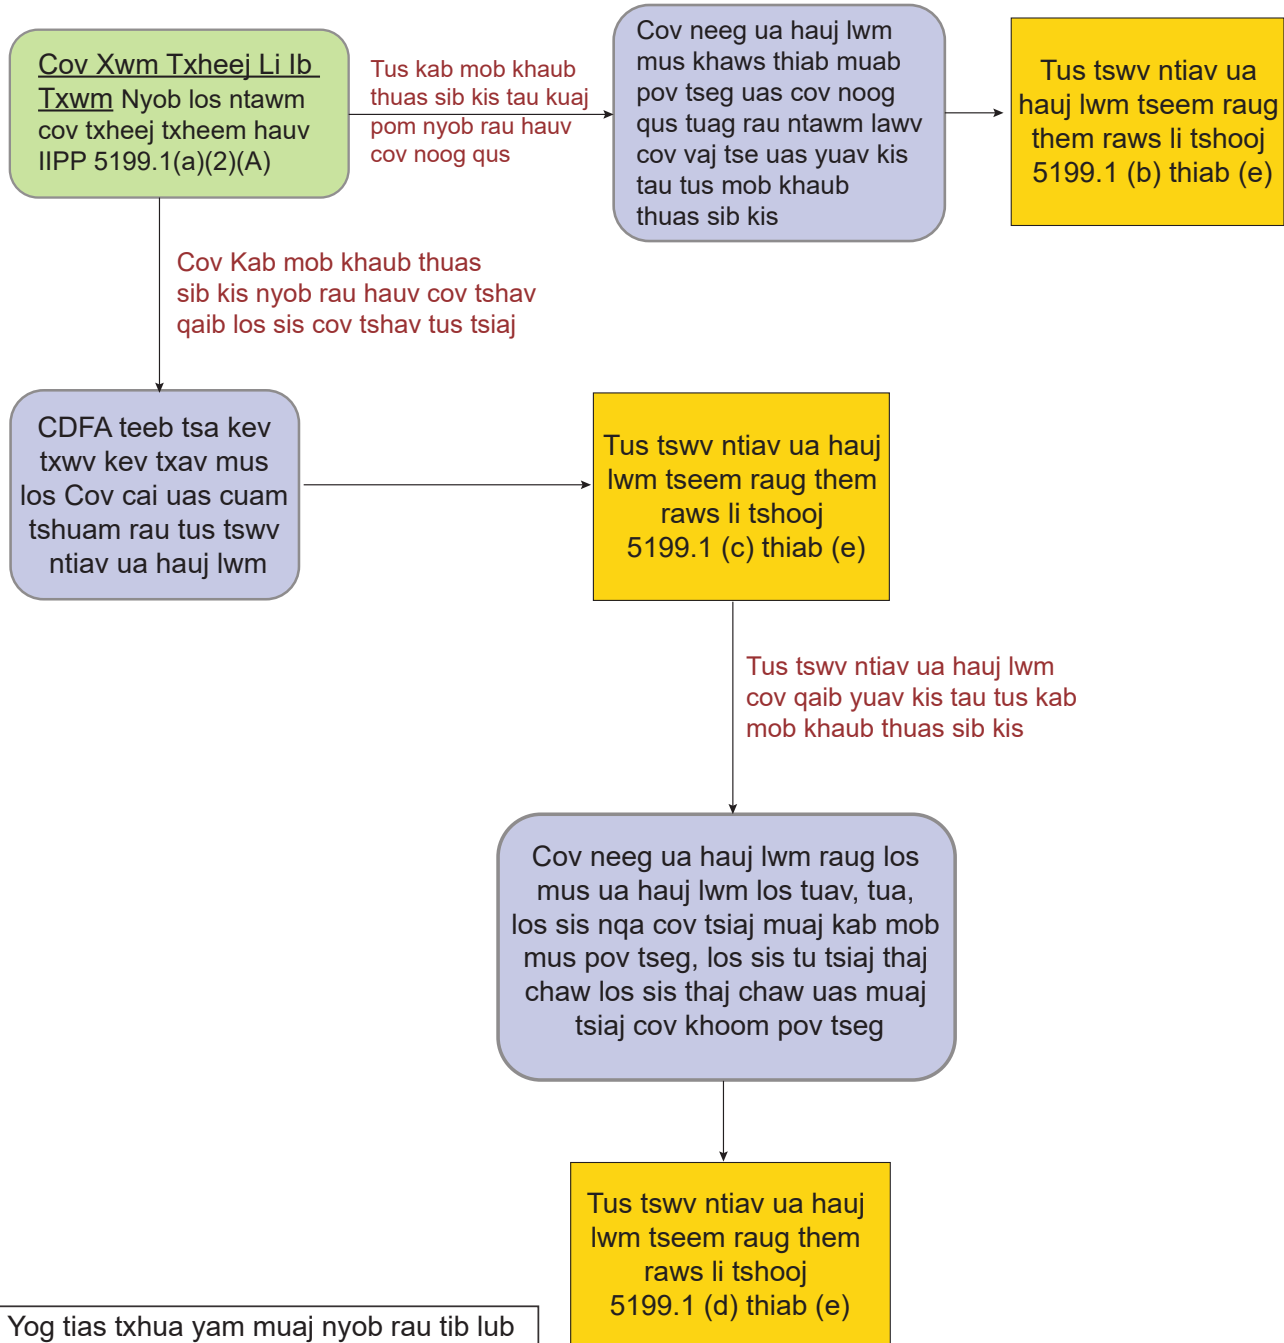 Cov Xwm Txheej Li Ib
Txwm Nyob los ntawm
cov txheej txheem hauv
IIPP 5199.1(a)(2)(A)
Tus kab mob khaub
thuas sib kis tau kuaj
pom nyob rau hauv
cov noog qus
Cov neeg ua hauj lwm
mus khaws thiab muab
pov tseg uas cov noog
qus tuag rau ntawm lawv
cov vaj tse uas yuav kis
tau tus mob khaub
thuas sib kis
Tus tswv ntiav ua
hauj lwm tseem raug
them raws li tshooj
5199.1 (b) thiab (e)
Cov Kab mob khaub thuas
sib kis nyob rau hauv cov tshav
qaib los sis cov tshav tus tsiaj
CDFA teeb tsa kev
txwv kev txav mus
los Cov cai uas cuam
tshuam rau tus tswv
ntiav ua hauj lwm
Tus tswv ntiav ua hauj
lwm tseem raug them
raws li tshooj
5199.1 (c) thiab (e)
Tus tswv ntiav ua hauj lwm
cov qaib yuav kis tau tus kab
mob khaub thuas sib kis
Cov neeg ua hauj lwm raug los
mus ua hauj lwm los tuav, tua,
los sis nqa cov tsiaj muaj kab mob
mus pov tseg, los sis tu tsiaj thaj
chaw los sis thaj chaw uas muaj
tsiaj cov khoom pov tseg
Tus tswv ntiav ua hauj
lwm tseem raug them
raws li tshooj
5199.1 (d) thiab (e)
Yog tias txhua yam muaj nyob rau tib lub